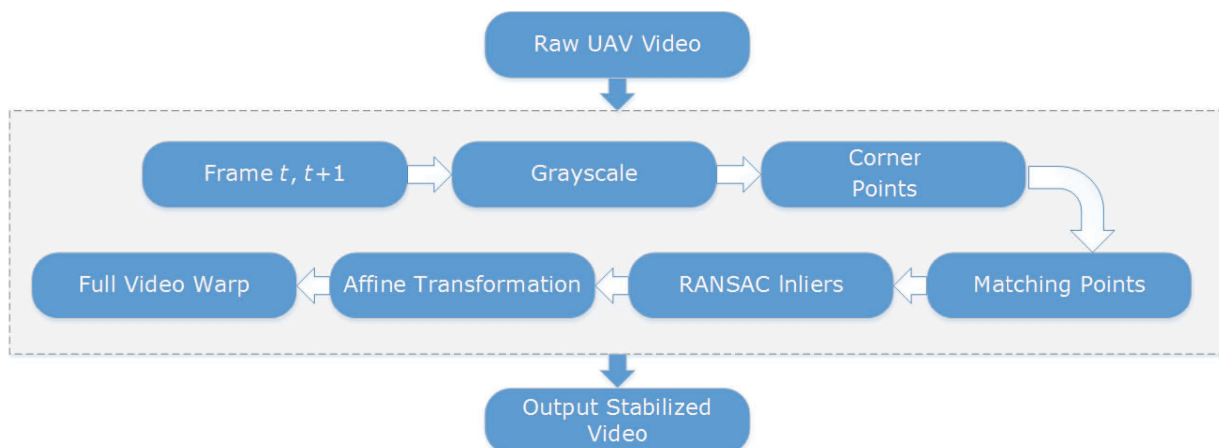 Raw UAV Video
Frame t, t+1
Grayscale
Corner
Points
Matching Points
RANSAC Inliers
Affine Transformation
Full Video Warp
Output Stabilized
Video